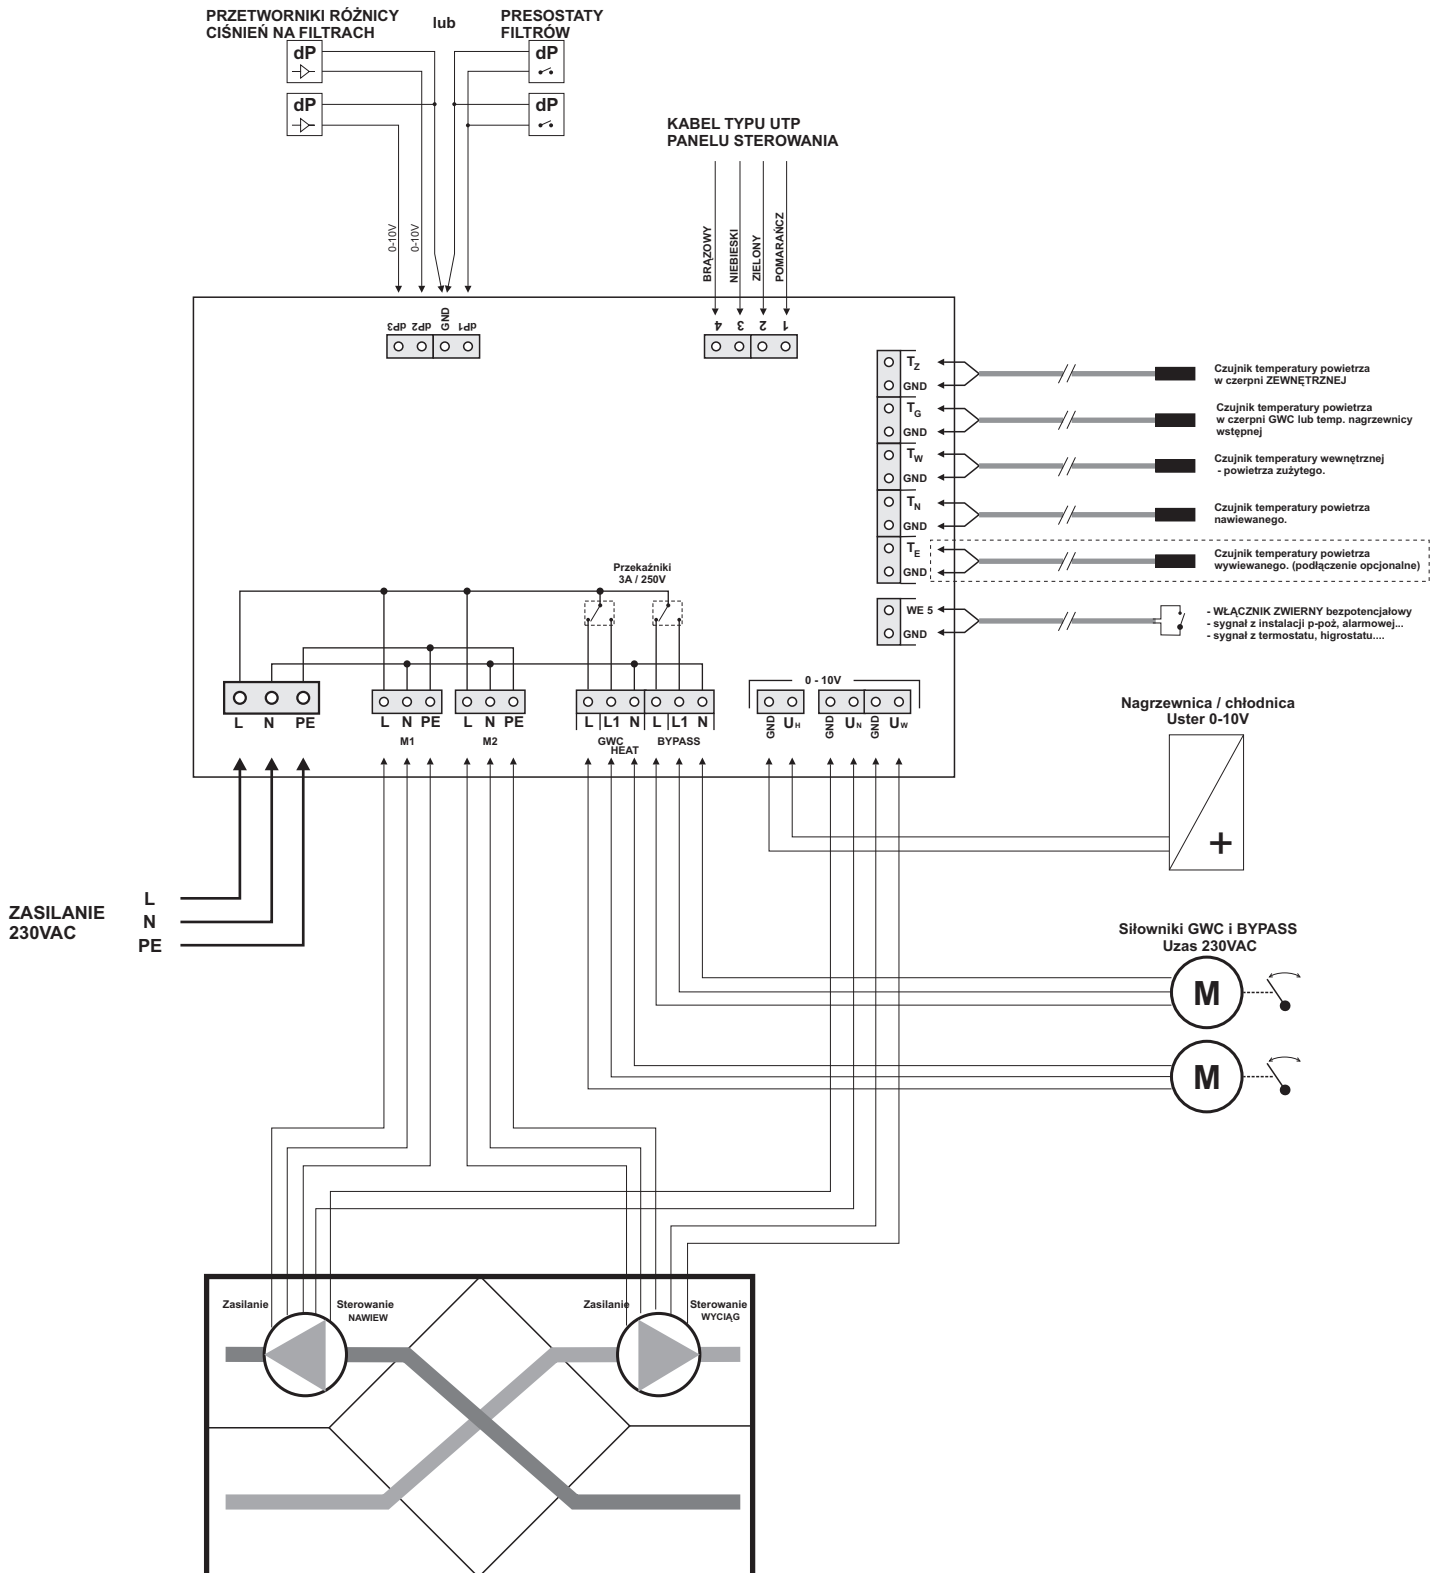 PRZETWORNIKI RÓŻNICY
CIŚNIEŃ NA FILTRACH
lub
PRESOSTATY
FILTRÓW
dP
dP
dP
dP
KABEL TYPU UTP
PANELU STEROWANIA
0-10V
0-10V
BRĄZOWY
NIEBIESKI
ZIELONY
POMARAŃCZ
dP3
dP2
GND
dP1
4
3
2
1
TZ
GND
Czujnik temperatury powietrza
w czerpni ZEWNĘTRZNEJ
TG
GND
Czujnik temperatury powietrza
w czerpni GWC lub temp. nagrzewnicy
wstępnej
TW
GND
Czujnik temperatury wewnętrznej
- powietrza zużytego.
TN
GND
Czujnik temperatury powietrza
nawiewanego.
TE
GND
Czujnik temperatury powietrza
wywiewanego. (podłączenie opcjonalne)
WE 5
GND
- WŁĄCZNIK ZWIERNY bezpotencjałowy
- sygnał z instalacji p-poż, alarmowej...
- sygnał z termostatu, higrostatu....
Przekaźniki
3A / 250V
0 - 10V
L N PE
L N PE
M1
L N PE
M2
L L1 N
GWC
HEAT
L L1 N
BYPASS
GND UH
GND UN GND UW
Nagrzewnica / chłodnica
Uster 0-10V
+
ZASILANIE
230VAC
L
N
PE
Siłowniki GWC i BYPASS
Uzas 230VAC
M
M
Zasilanie
Sterowanie
NAWIEW
Zasilanie
Sterowanie
WYCIĄG